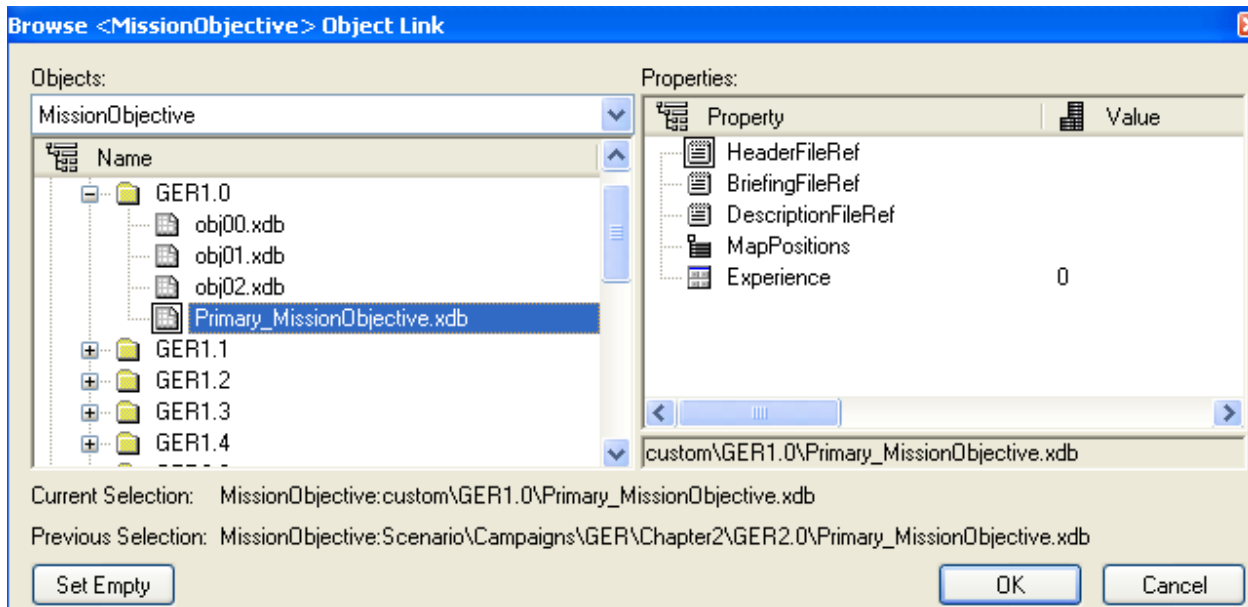 Browse <MissionObjective> Object Link
Objects:
MissionObjective
Name
GER1.0
obj00.xdb
obj01.xdb
obj02.xdb
Primary_MissionObjective.xdb
GER1.1
GER1.2
GER1.3
GER1.4
Properties:
Property Value
HeaderFileRef
BriefingFileRef
DescriptionFileRef
MapPositions
Experience 0
custom\GER1.0\Primary_MissionObjective.xdb
Current Selection: MissionObjective:custom\GER1.0\Primary_MissionObjective.xdb
Previous Selection: MissionObjective:Scenario\Campaigns\GER\Chapter2\GER2.0\Primary_MissionObjective.xdb
Set Empty OK Cancel